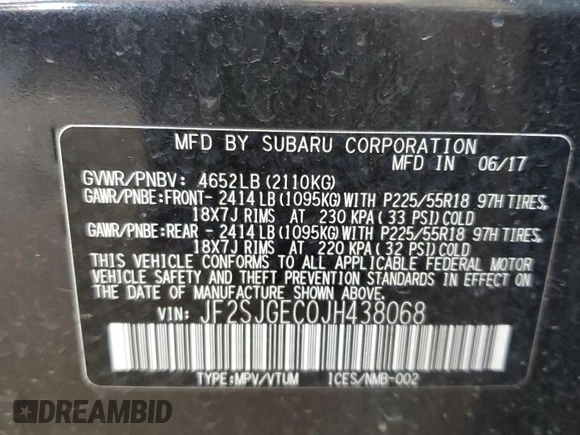 MFD BY SUBARU CORPORATION
MFD IN 06/17
GVWR/PNBV: 4652LB(2110KG)
GAWR/PNBE:FRONT-2414LB(1095KG)WITH P225/55R18 97H TIRES,
18X7J RIMS AT 230 KPA(33 PSI)COLD
GAWR/PNBE:REAR -2414LB(1095KG)WITH P225/55R18 97H TIRES,
18X7J RIMS AT 220 KPA(32 PSI)COLD
THIS VEHICLE CONFORMS TO ALL APPLICABLE FEDERAL MOTOR
VEHICLE SAFETY AND THEFT PREVENTION STANDARDS IN EFFECT ON
THE DATE OF MANUFACTURE SHOWN ABOVE.
VIN: JF2SJGEC0JH438068
TYPE:MPV/VTUM ICES/NMB-002
DREAMBID